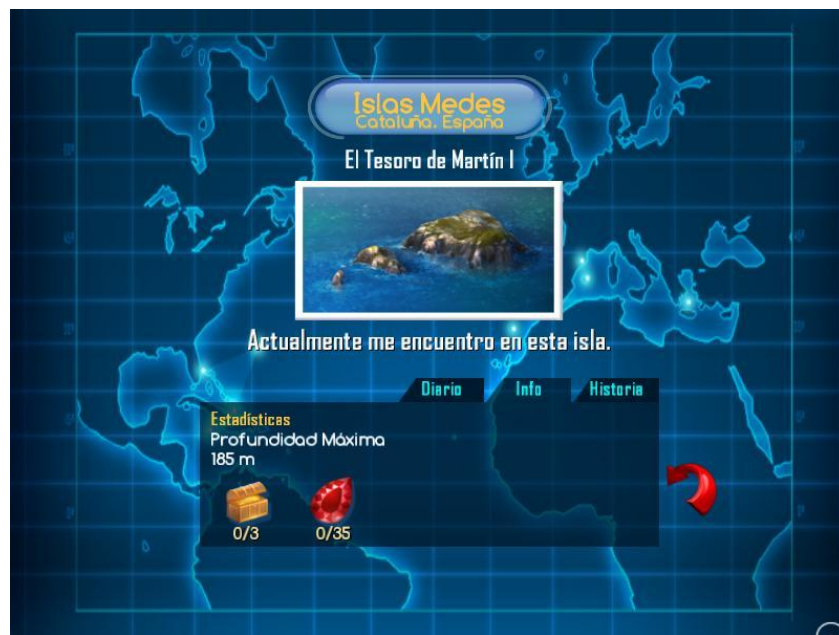 Islas Medes
Cataluña. España
El Tesoro de Martín I
Actualmente me encuentro en esta isla.
Diario Info Historia
Estadísticas
Profundidad Máxima
185 m
0/3 0/35